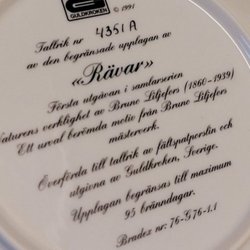 GULDKROKEN
© 1991
Tallrik nr 4351 A
av den begränsade upplagan av
«Rävar»
Första utgåvan i samlarserien
Naturens verklighet av Bruno Liljefors (1860-1939)
Ett urval berömda motiv från Bruno Liljefors
mästerverk.
Överförda till tallrik av fältspatporslin och
utgivna av Guldkroken, Sverige.
Upplagan begränsas till maximum
95 bränndagar.
Bradex nr: 76-G76-1.1